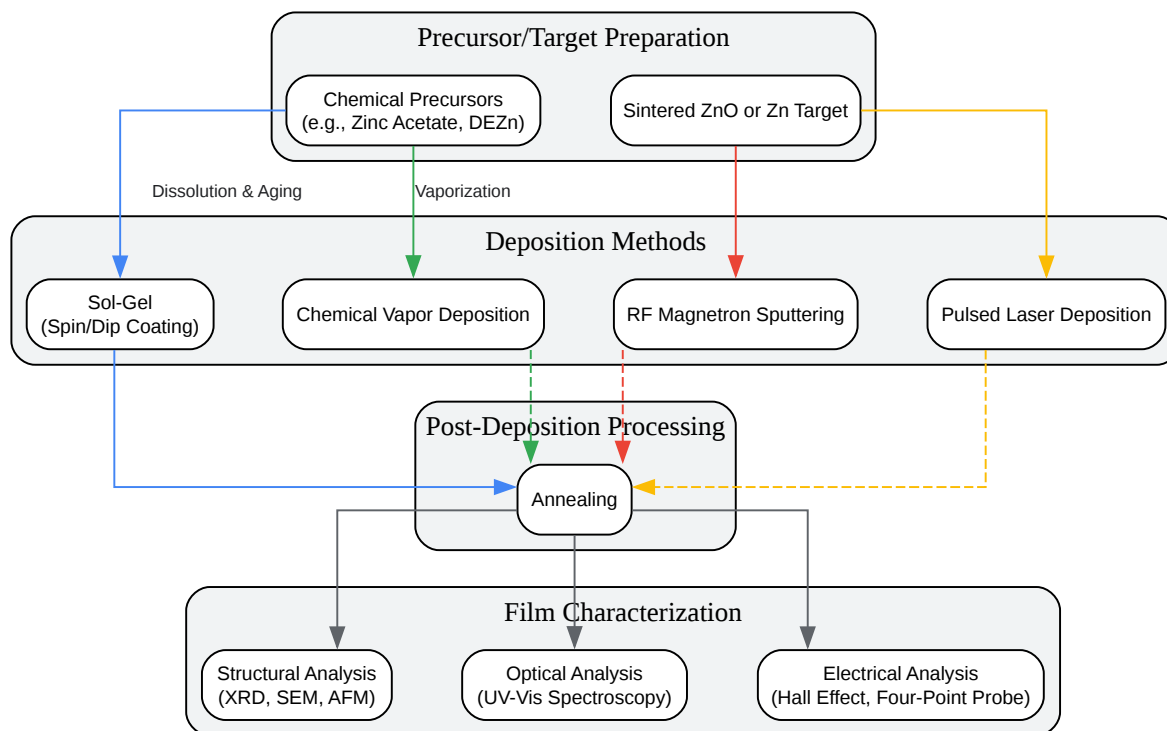 Precursor/Target Preparation
Chemical Precursors
(e.g., Zinc Acetate, DEZn)
Sintered ZnO or Zn Target
Dissolution & Aging
Vaporization
Deposition Methods
Sol-Gel
(Spin/Dip Coating)
Chemical Vapor Deposition
RF Magnetron Sputtering
Pulsed Laser Deposition
Post-Deposition Processing
Annealing
Film Characterization
Structural Analysis
(XRD, SEM, AFM)
Optical Analysis
(UV-Vis Spectroscopy)
Electrical Analysis
(Hall Effect, Four-Point Probe)